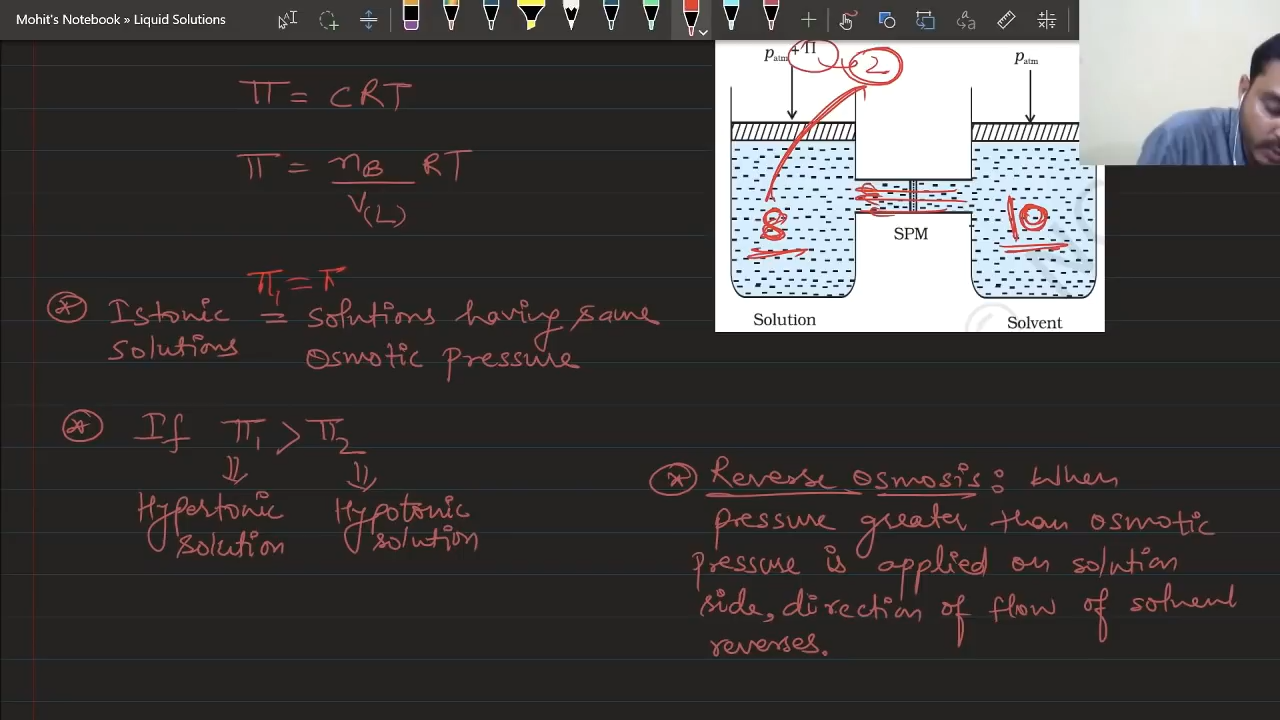 Mohit's Notebook » Liquid Solutions
π = CRT
π = nB RT
V(L)
π1 = π
Istonic = solutions having same
solutions osmotic pressure
If π1 > π2
Hypertonic Hypotonic
solution solution
patm + Π 2
patm
8
10
SPM
Solution Solvent
Reverse osmosis: When
pressure greater than osmotic
pressure is applied on solution
side, direction of flow of solvent
reverses.